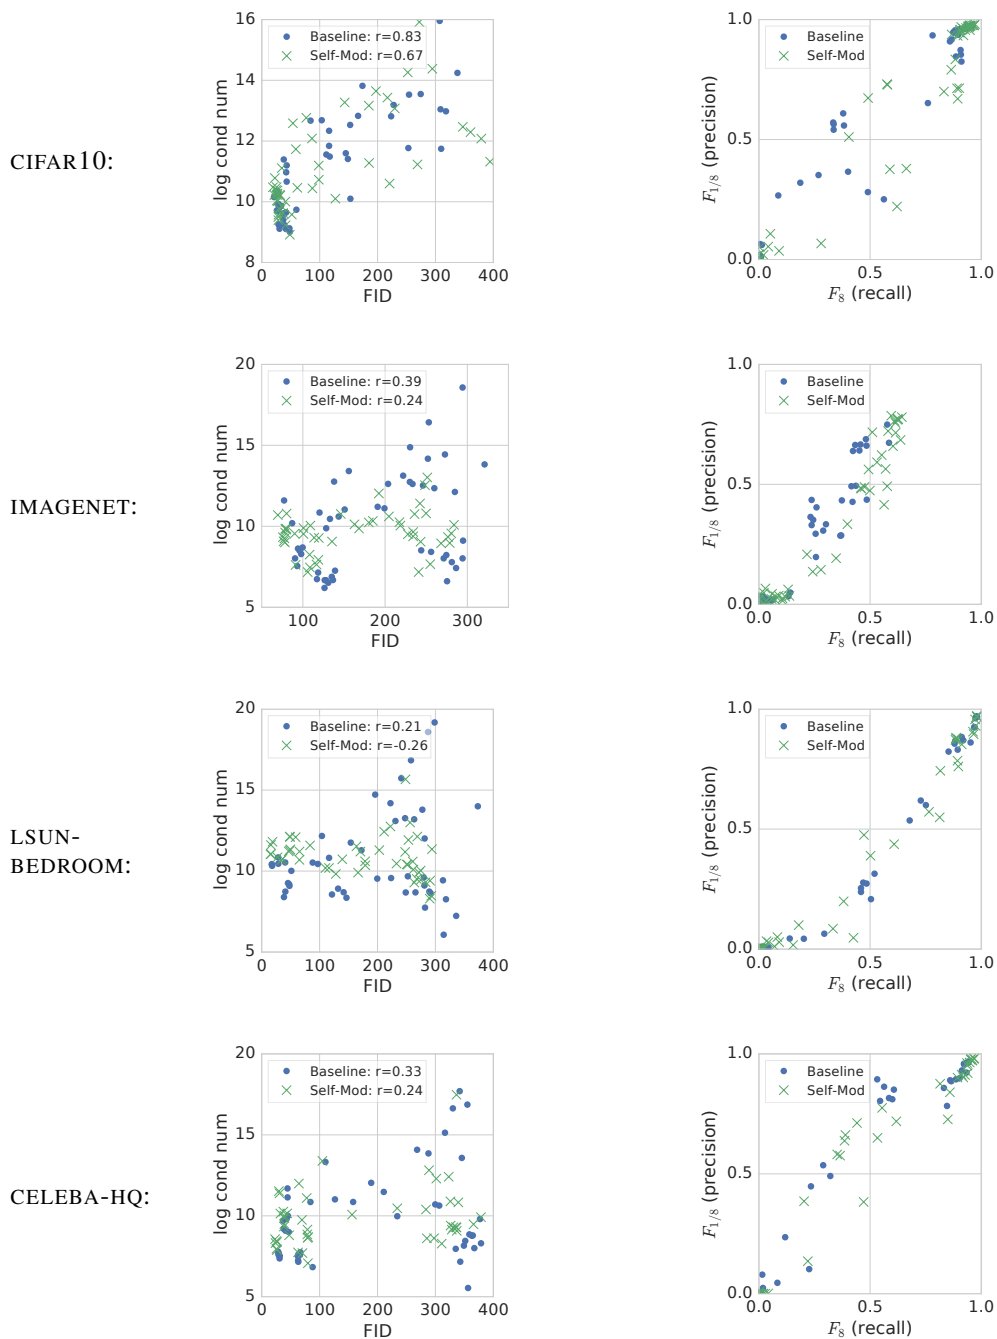 CIFAR10:
16
14
12
10
8
log cond num
Baseline: r=0.83
Self-Mod: r=0.67
0
100
200
300
400
FID
1.0
0.5
0.0
F1/8 (precision)
Baseline
Self-Mod
0.0
0.5
1.0
F8 (recall)
IMAGENET:
20
15
10
5
log cond num
Baseline: r=0.39
Self-Mod: r=0.24
100
200
300
FID
1.0
0.5
0.0
F1/8 (precision)
Baseline
Self-Mod
0.0
0.5
1.0
F8 (recall)
LSUN-
BEDROOM:
20
15
10
5
log cond num
Baseline: r=0.21
Self-Mod: r=-0.26
0
100
200
300
400
FID
1.0
0.5
0.0
F1/8 (precision)
Baseline
Self-Mod
0.0
0.5
1.0
F8 (recall)
CELEBA-HQ:
20
15
10
5
log cond num
Baseline: r=0.33
Self-Mod: r=0.24
0
100
200
300
400
FID
1.0
0.5
0.0
F1/8 (precision)
Baseline
Self-Mod
0.0
0.5
1.0
F8 (recall)